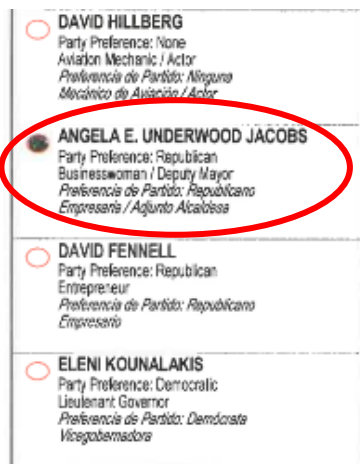 DAVID HILLBERG
Party Preference: None
Aviation Mechanic / Actor
Preferencia de Partido: Ninguna
Mecánico de Aviación / Actor
ANGELA E. UNDERWOOD JACOBS
Party Preference: Republican
Businesswoman / Deputy Mayor
Preferencia de Partido: Republicano
Empresaria / Adjunto Alcaldesa
DAVID FENNELL
Party Preference: Republican
Entrepreneur
Preferencia de Partido: Republicano
Empresario
ELENI KOUNALAKIS
Party Preference: Democratic
Lieutenant Governor
Preferencia de Partido: Demócrata
Vicegobernadora